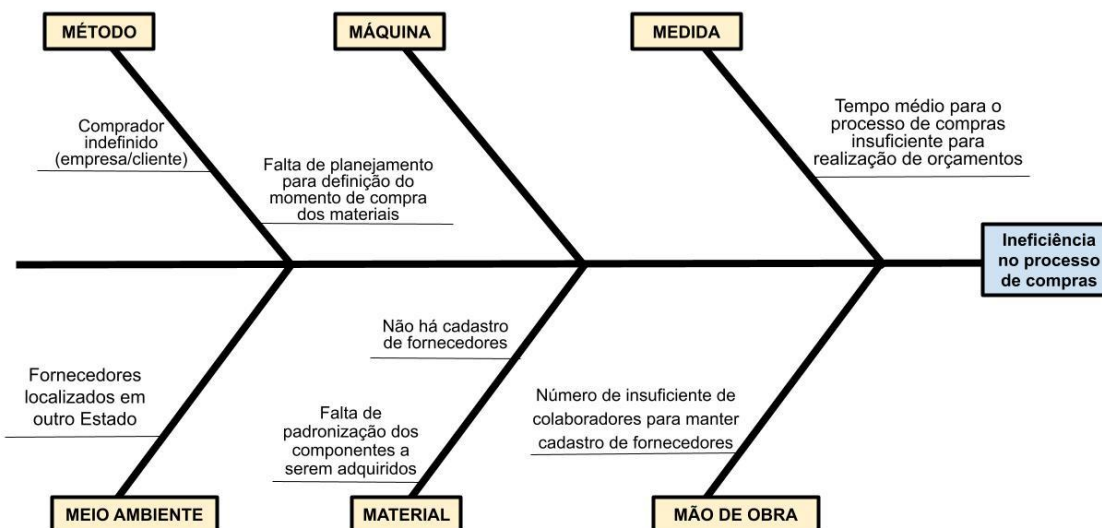 MÉTODO
MÁQUINA
MEDIDA
Comprador
indefinido
(empresa/cliente)
Falta de planejamento
para definição do
momento de compra
dos materiais
Tempo médio para o
processo de compras
insuficiente para
realização de orçamentos
Ineficiência
no processo
de compras
Não há cadastro
de fornecedores
Fornecedores
localizados em
outro Estado
Falta de
padronização dos
componentes a
serem adquiridos
Número de insuficiente de
colaboradores para manter
cadastro de fornecedores
MEIO AMBIENTE
MATERIAL
MÃO DE OBRA